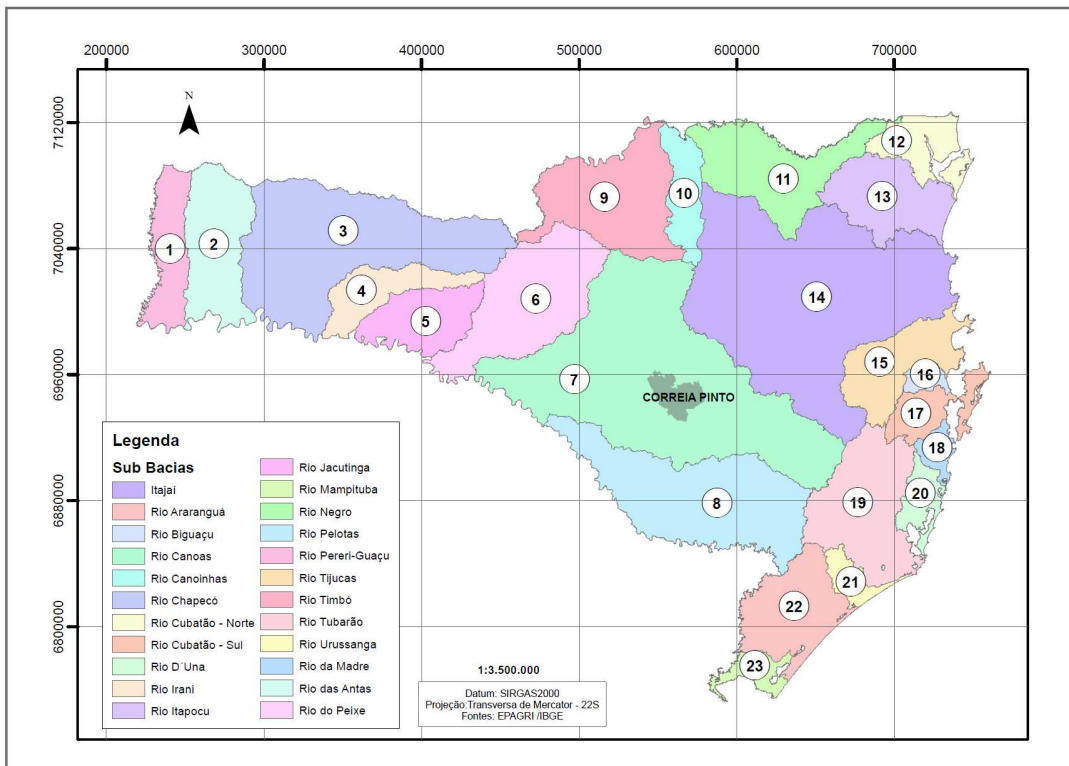 200000 300000 400000 500000 600000 700000
7120000
7040000
6960000
6880000
6800000
N
1
2
3
4
5
6
7
8
9
10
11
12
13
14
15
16
17
18
19
20
21
22
23
CORREIA PINTO
Legenda
Sub Bacias
Itajaí
Rio Araranguá
Rio Biguaçu
Rio Canoas
Rio Canoinhas
Rio Chapecó
Rio Cubatão - Norte
Rio Cubatão - Sul
Rio D´Una
Rio Irani
Rio Itapocu
Rio Jacutinga
Rio Mampituba
Rio Negro
Rio Pelotas
Rio Pereri-Guaçu
Rio Tijucas
Rio Timbó
Rio Tubarão
Rio Urussanga
Rio da Madre
Rio das Antas
Rio do Peixe
1:3.500.000
Datum: SIRGAS2000
Projeção:Transversa de Mercator - 22S
Fontes: EPAGRI /IBGE